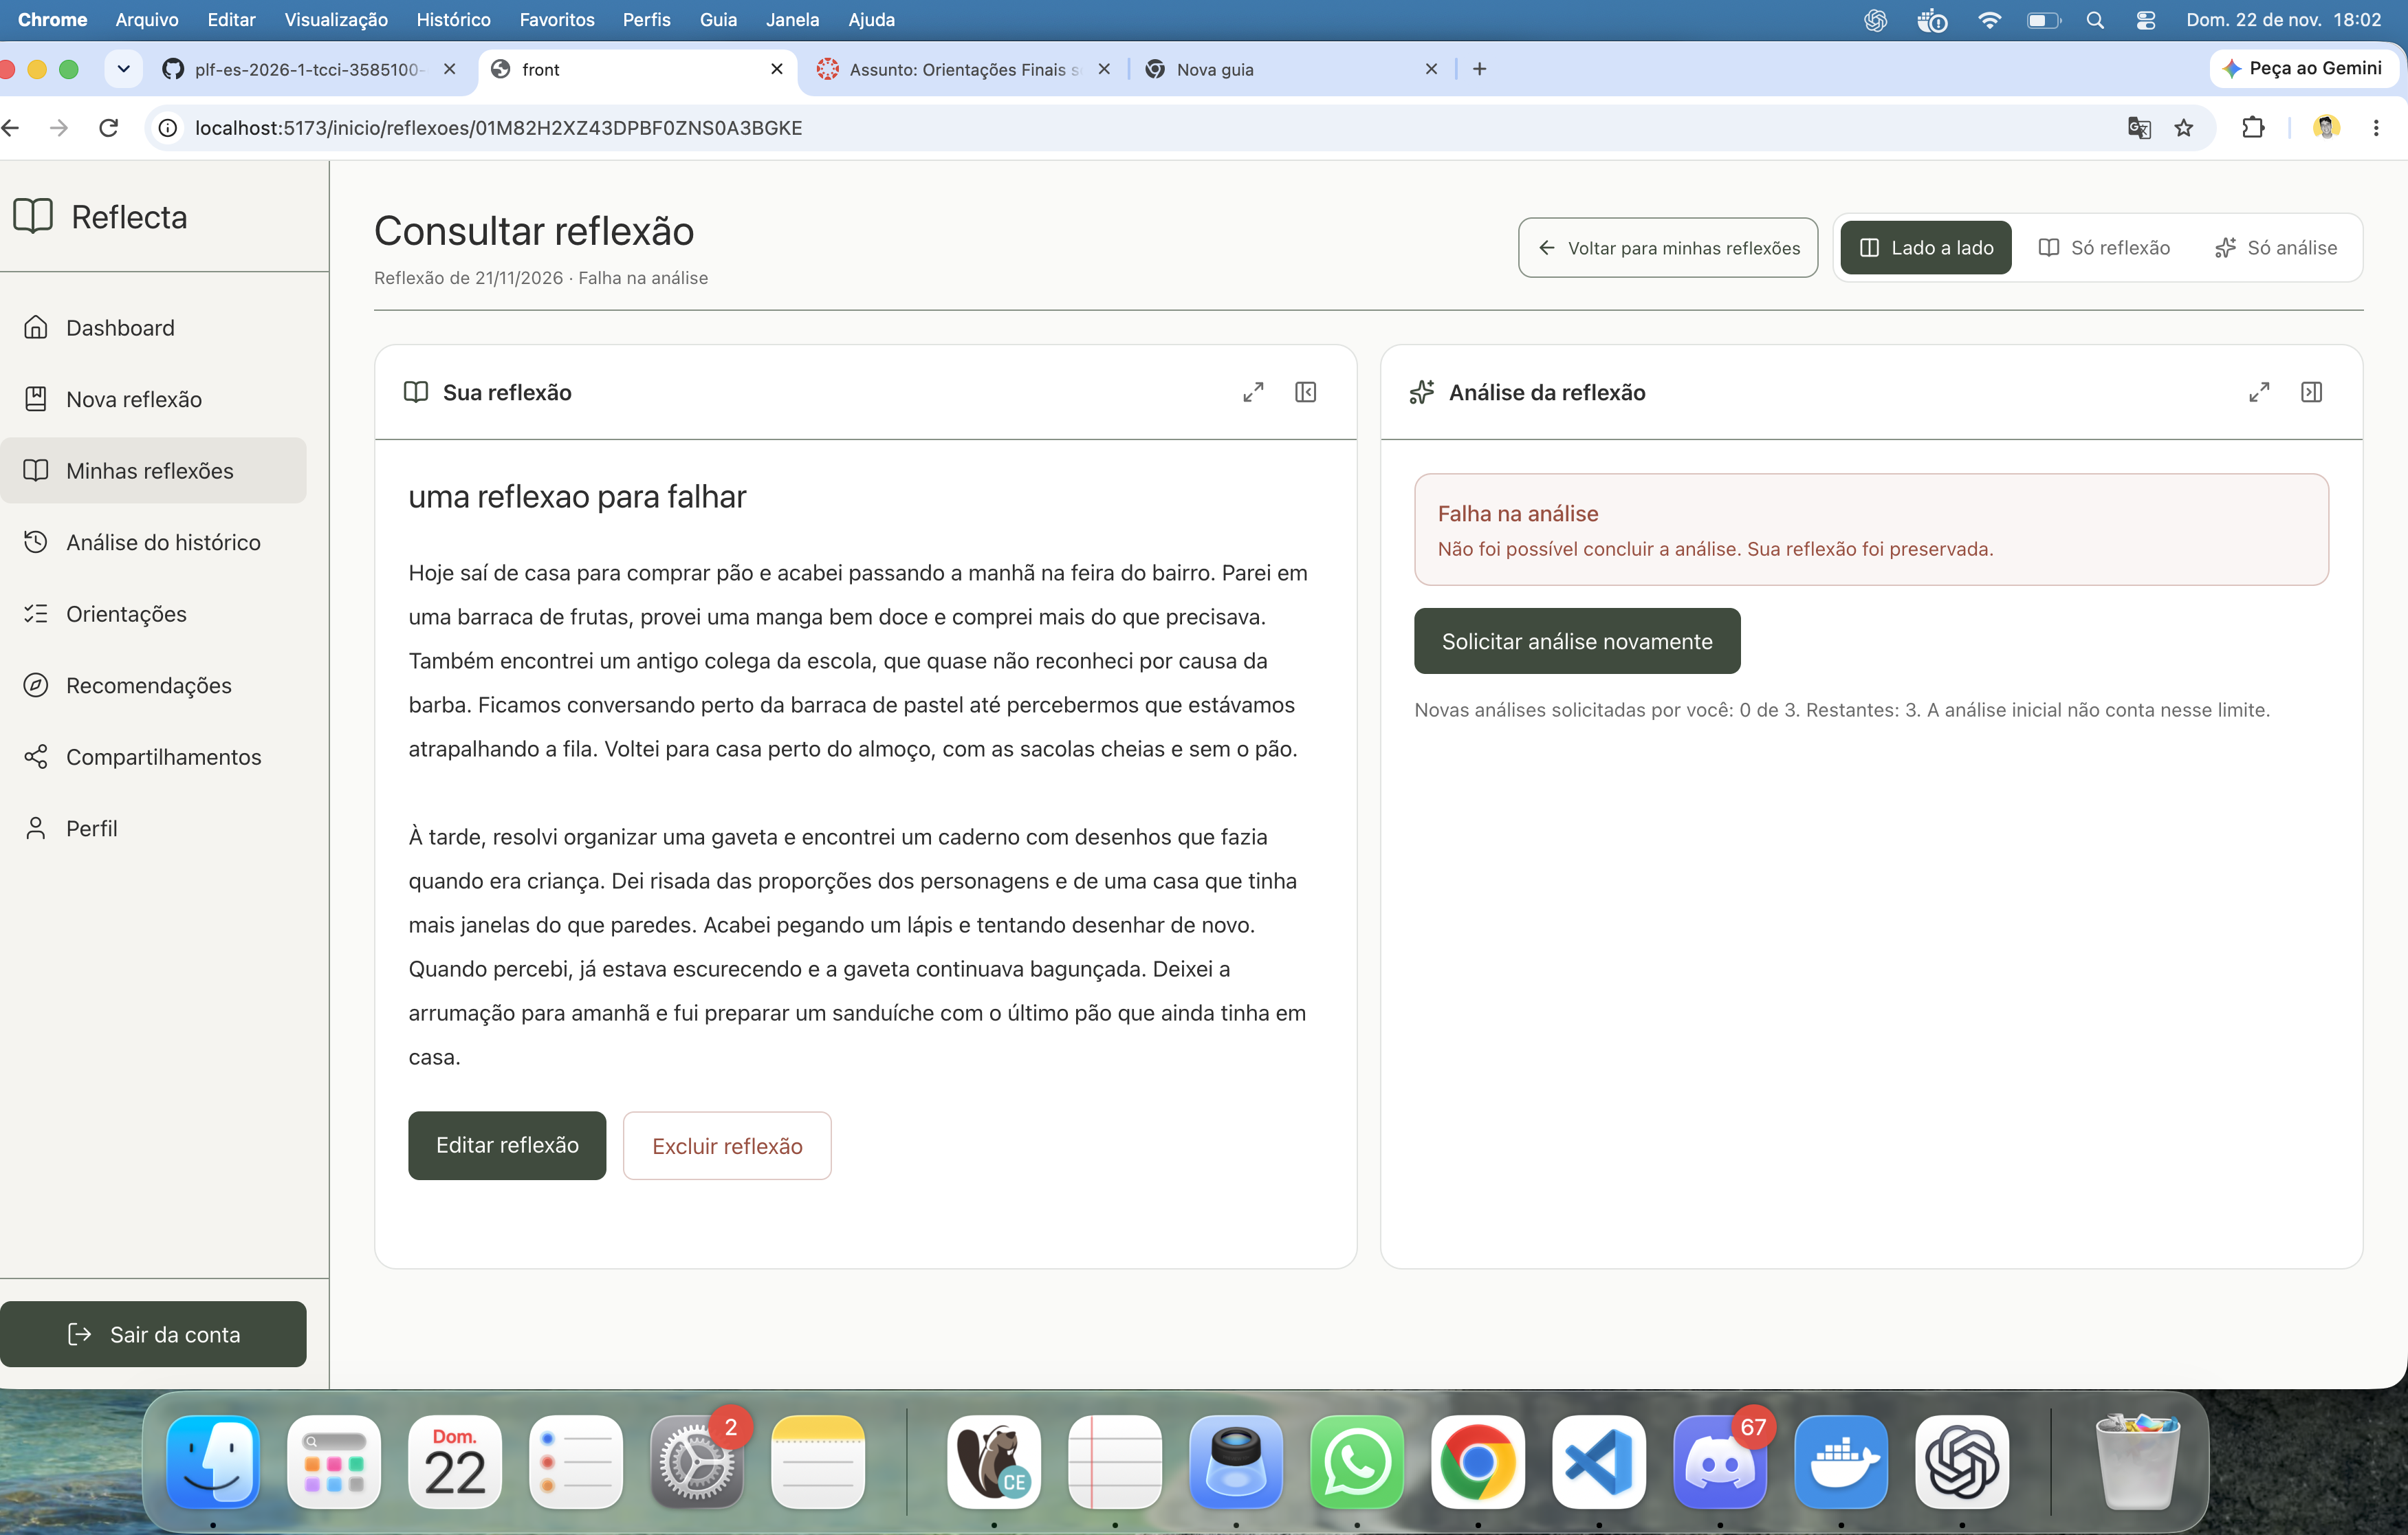 Chrome Arquivo Editar Visualização Histórico Favoritos Perfis Guia Janela Ajuda Dom. 22 de nov. 18:02
plf-es-2026-1-tcci-3585100- front Assunto: Orientações Finais s Nova guia Peça ao Gemini
localhost:5173/inicio/reflexoes/01M82H2XZ43DPBF0ZNS0A3BGKE
Reflecta
Dashboard
Nova reflexão
Minhas reflexões
Análise do histórico
Orientações
Recomendações
Compartilhamentos
Perfil
Sair da conta
Consultar reflexão
Reflexão de 21/11/2026 · Falha na análise
Voltar para minhas reflexões
Lado a lado
Só reflexão
Só análise
Sua reflexão
uma reflexao para falhar
Hoje saí de casa para comprar pão e acabei passando a manhã na feira do bairro. Parei em
uma barraca de frutas, provei uma manga bem doce e comprei mais do que precisava.
Também encontrei um antigo colega da escola, que quase não reconheci por causa da
barba. Ficamos conversando perto da barraca de pastel até percebermos que estávamos
atrapalhando a fila. Voltei para casa perto do almoço, com as sacolas cheias e sem o pão.
À tarde, resolvi organizar uma gaveta e encontrei um caderno com desenhos que fazia
quando era criança. Dei risada das proporções dos personagens e de uma casa que tinha
mais janelas do que paredes. Acabei pegando um lápis e tentando desenhar de novo.
Quando percebi, já estava escurecendo e a gaveta continuava bagunçada. Deixei a
arrumação para amanhã e fui preparar um sanduíche com o último pão que ainda tinha em
casa.
Editar reflexão
Excluir reflexão
Análise da reflexão
Falha na análise
Não foi possível concluir a análise. Sua reflexão foi preservada.
Solicitar análise novamente
Novas análises solicitadas por você: 0 de 3. Restantes: 3. A análise inicial não conta nesse limite.
Dom.
22
2
CE
67